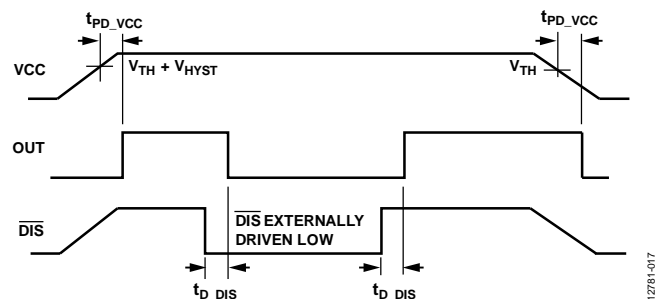 tPD_VCC
tPD_VCC
VCC
VTH + VHYST
VTH
OUT
DIS
DIS EXTERNALLY
DRIVEN LOW
tD_DIS
tD_DIS
12781-017